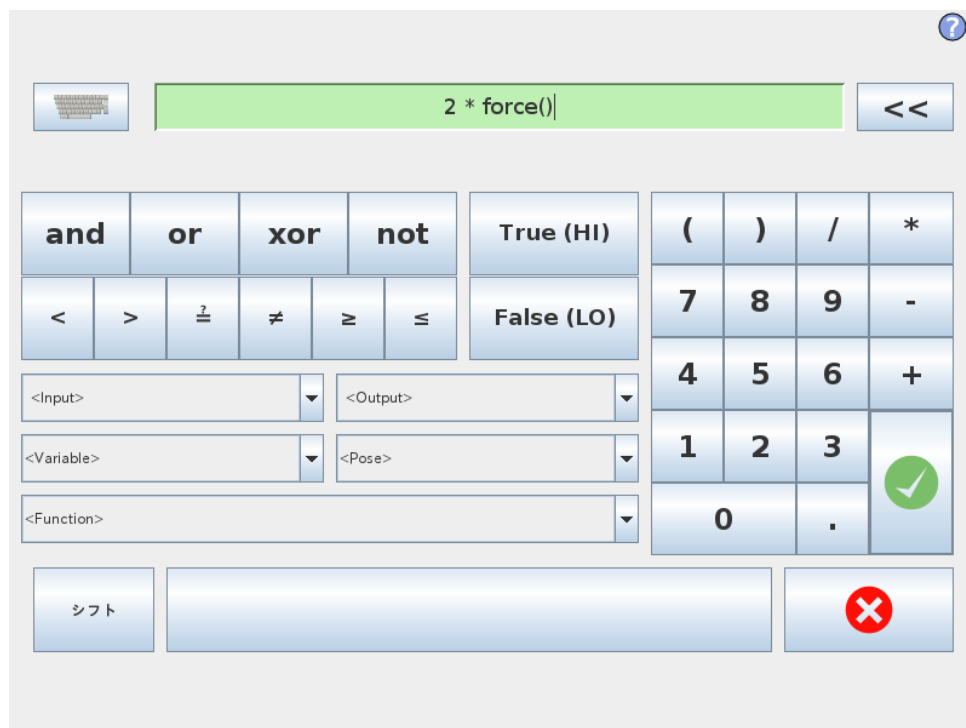 ?
2 * force()
<<
and or xor not True (HI) ( ) / *
< > ≟ ≠ ≥ ≤ False (LO) 7 8 9 -
<Input> <Output> 4 5 6 +
<Variable> <Pose> 1 2 3
<Function> 0 .
シフト